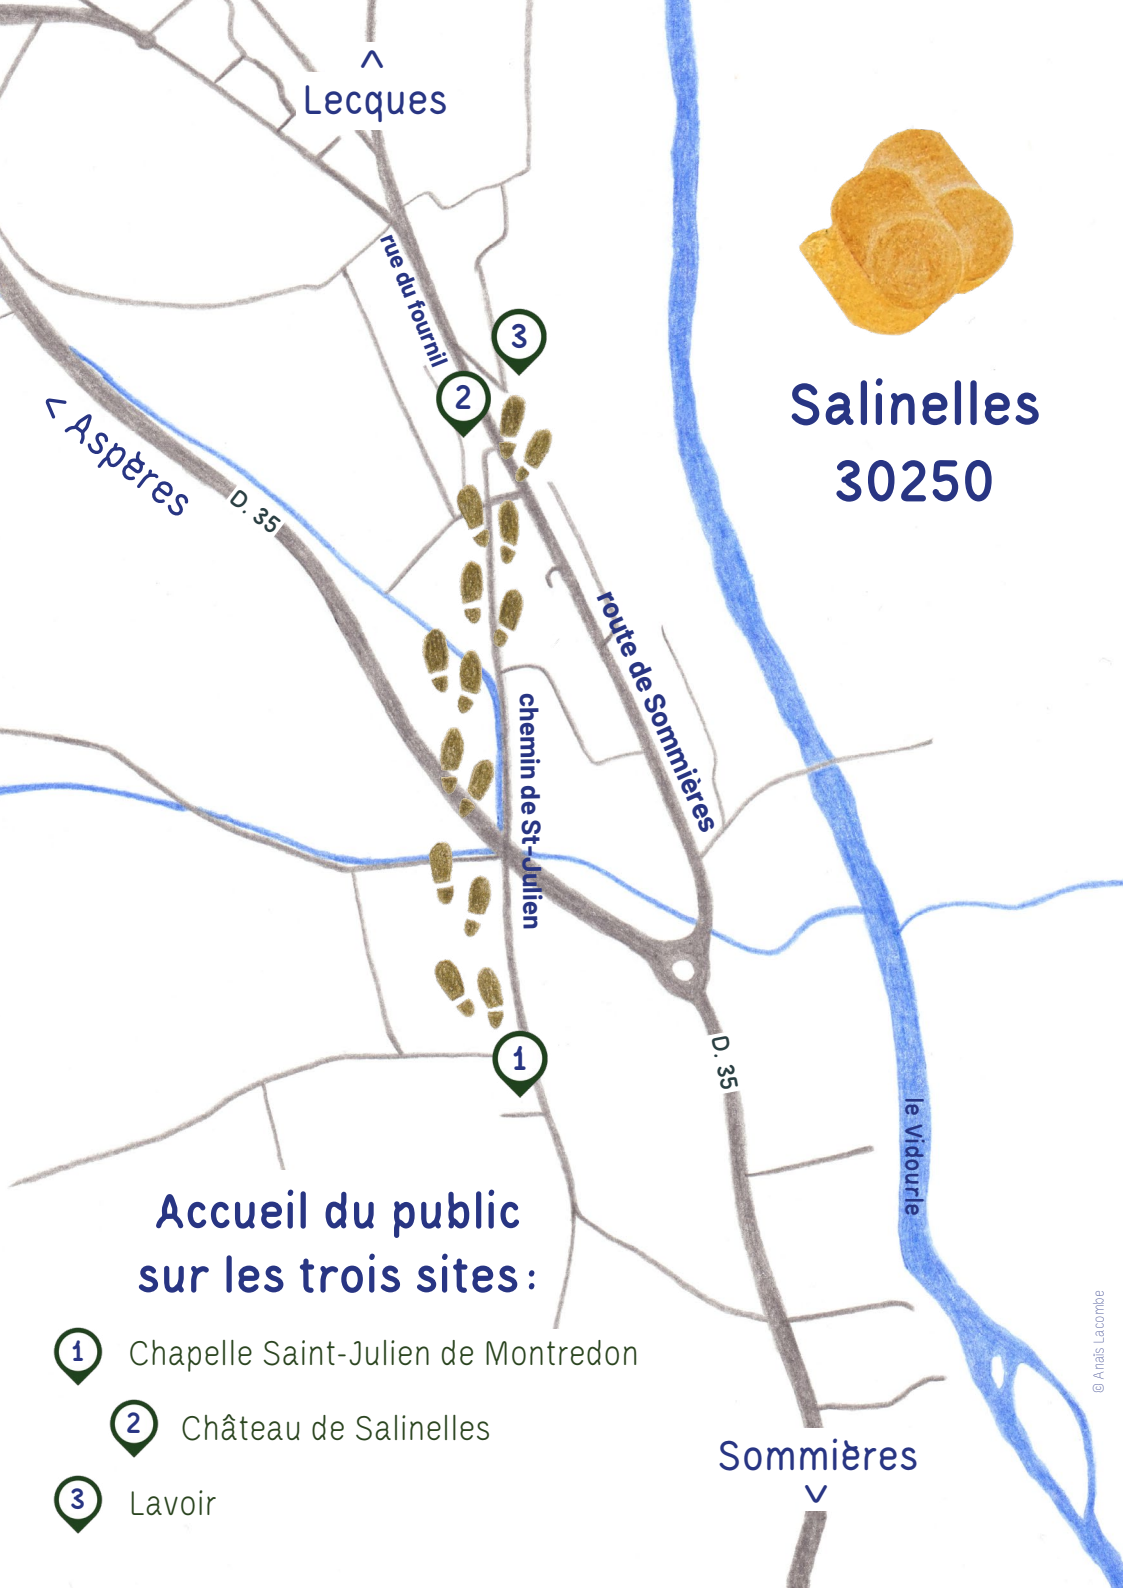 ^
Lecques
rue du fournil
3
2
Salinelles
30250
< Aspères
D. 35
route de Sommières
chemin de St-Julien
1
D. 35
le Vidourle
Accueil du public
sur les trois sites :
1 Chapelle Saint-Julien de Montredon
2 Château de Salinelles
3 Lavoir
Sommières
© Anaïs Lacombe